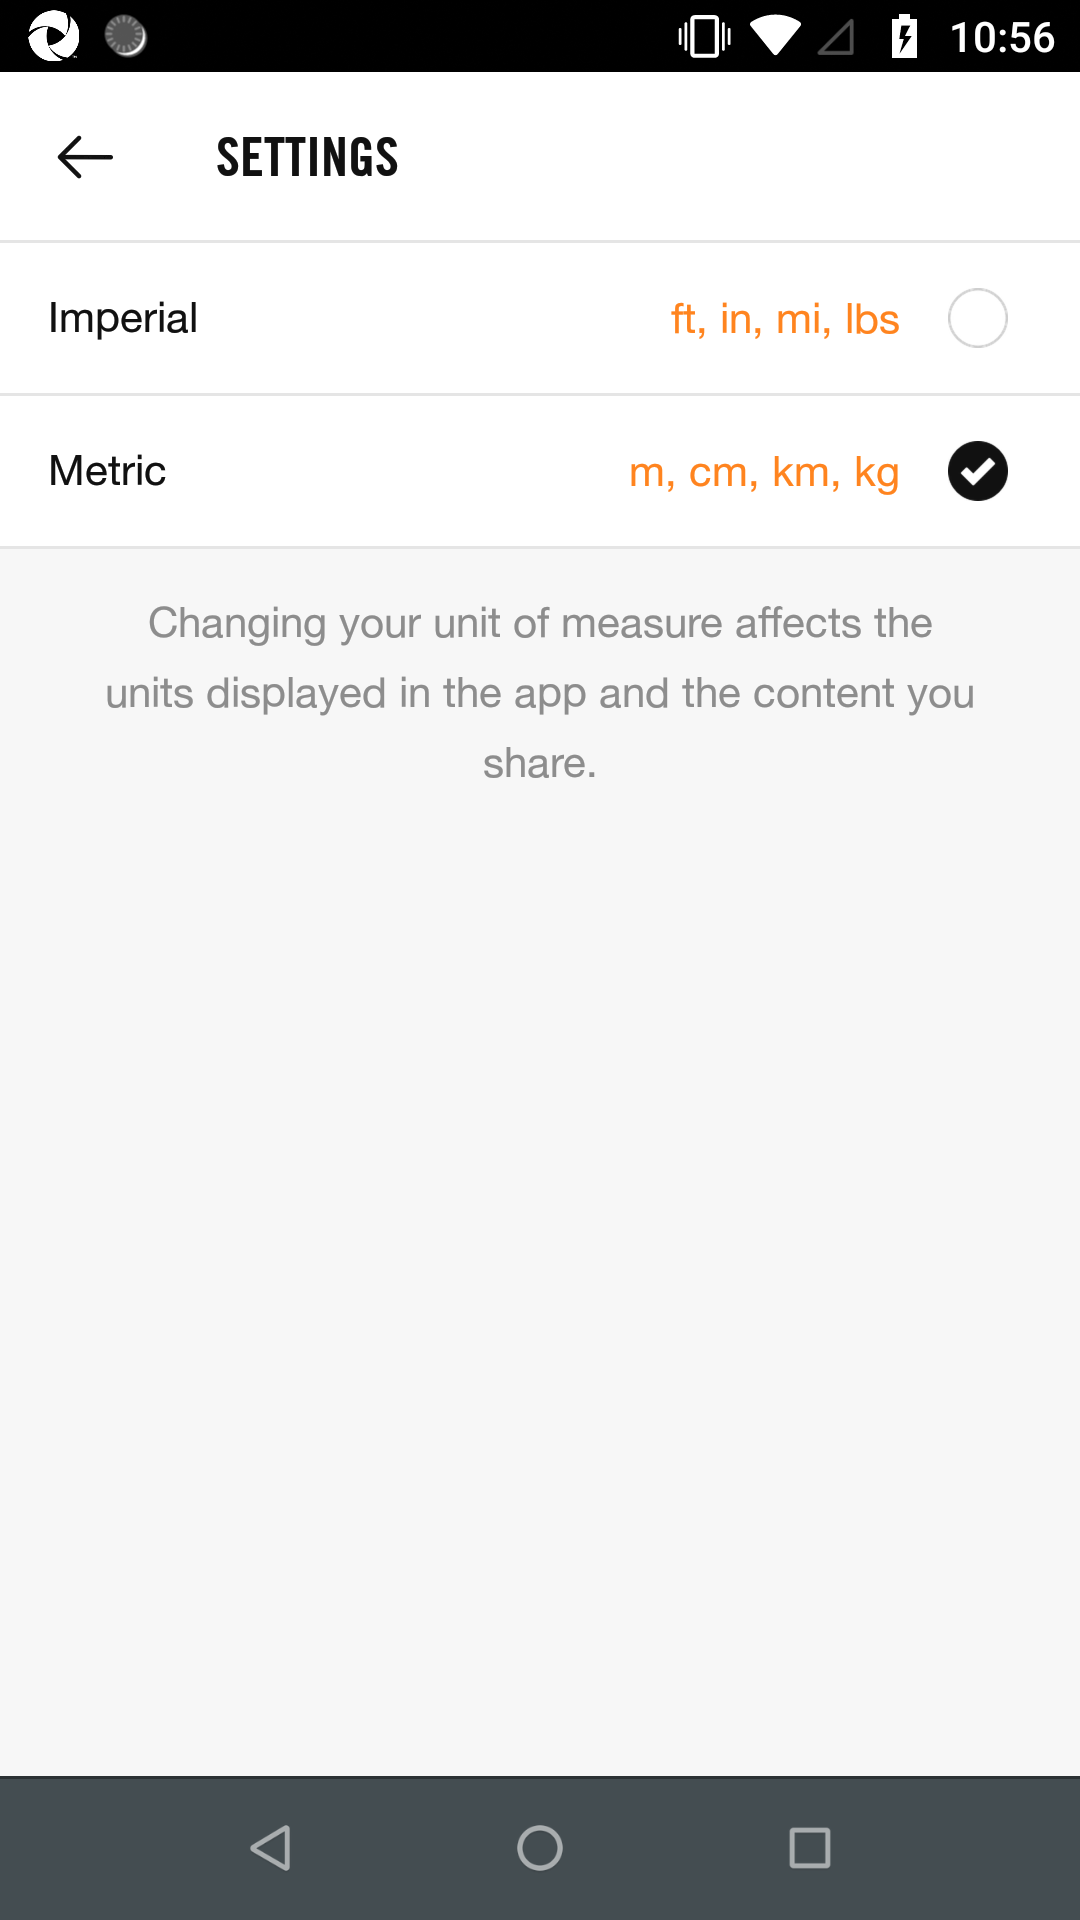 10:56
SETTINGS
Imperial ft, in, mi, lbs
Metric m, cm, km, kg
Changing your unit of measure affects the
units displayed in the app and the content you
share.